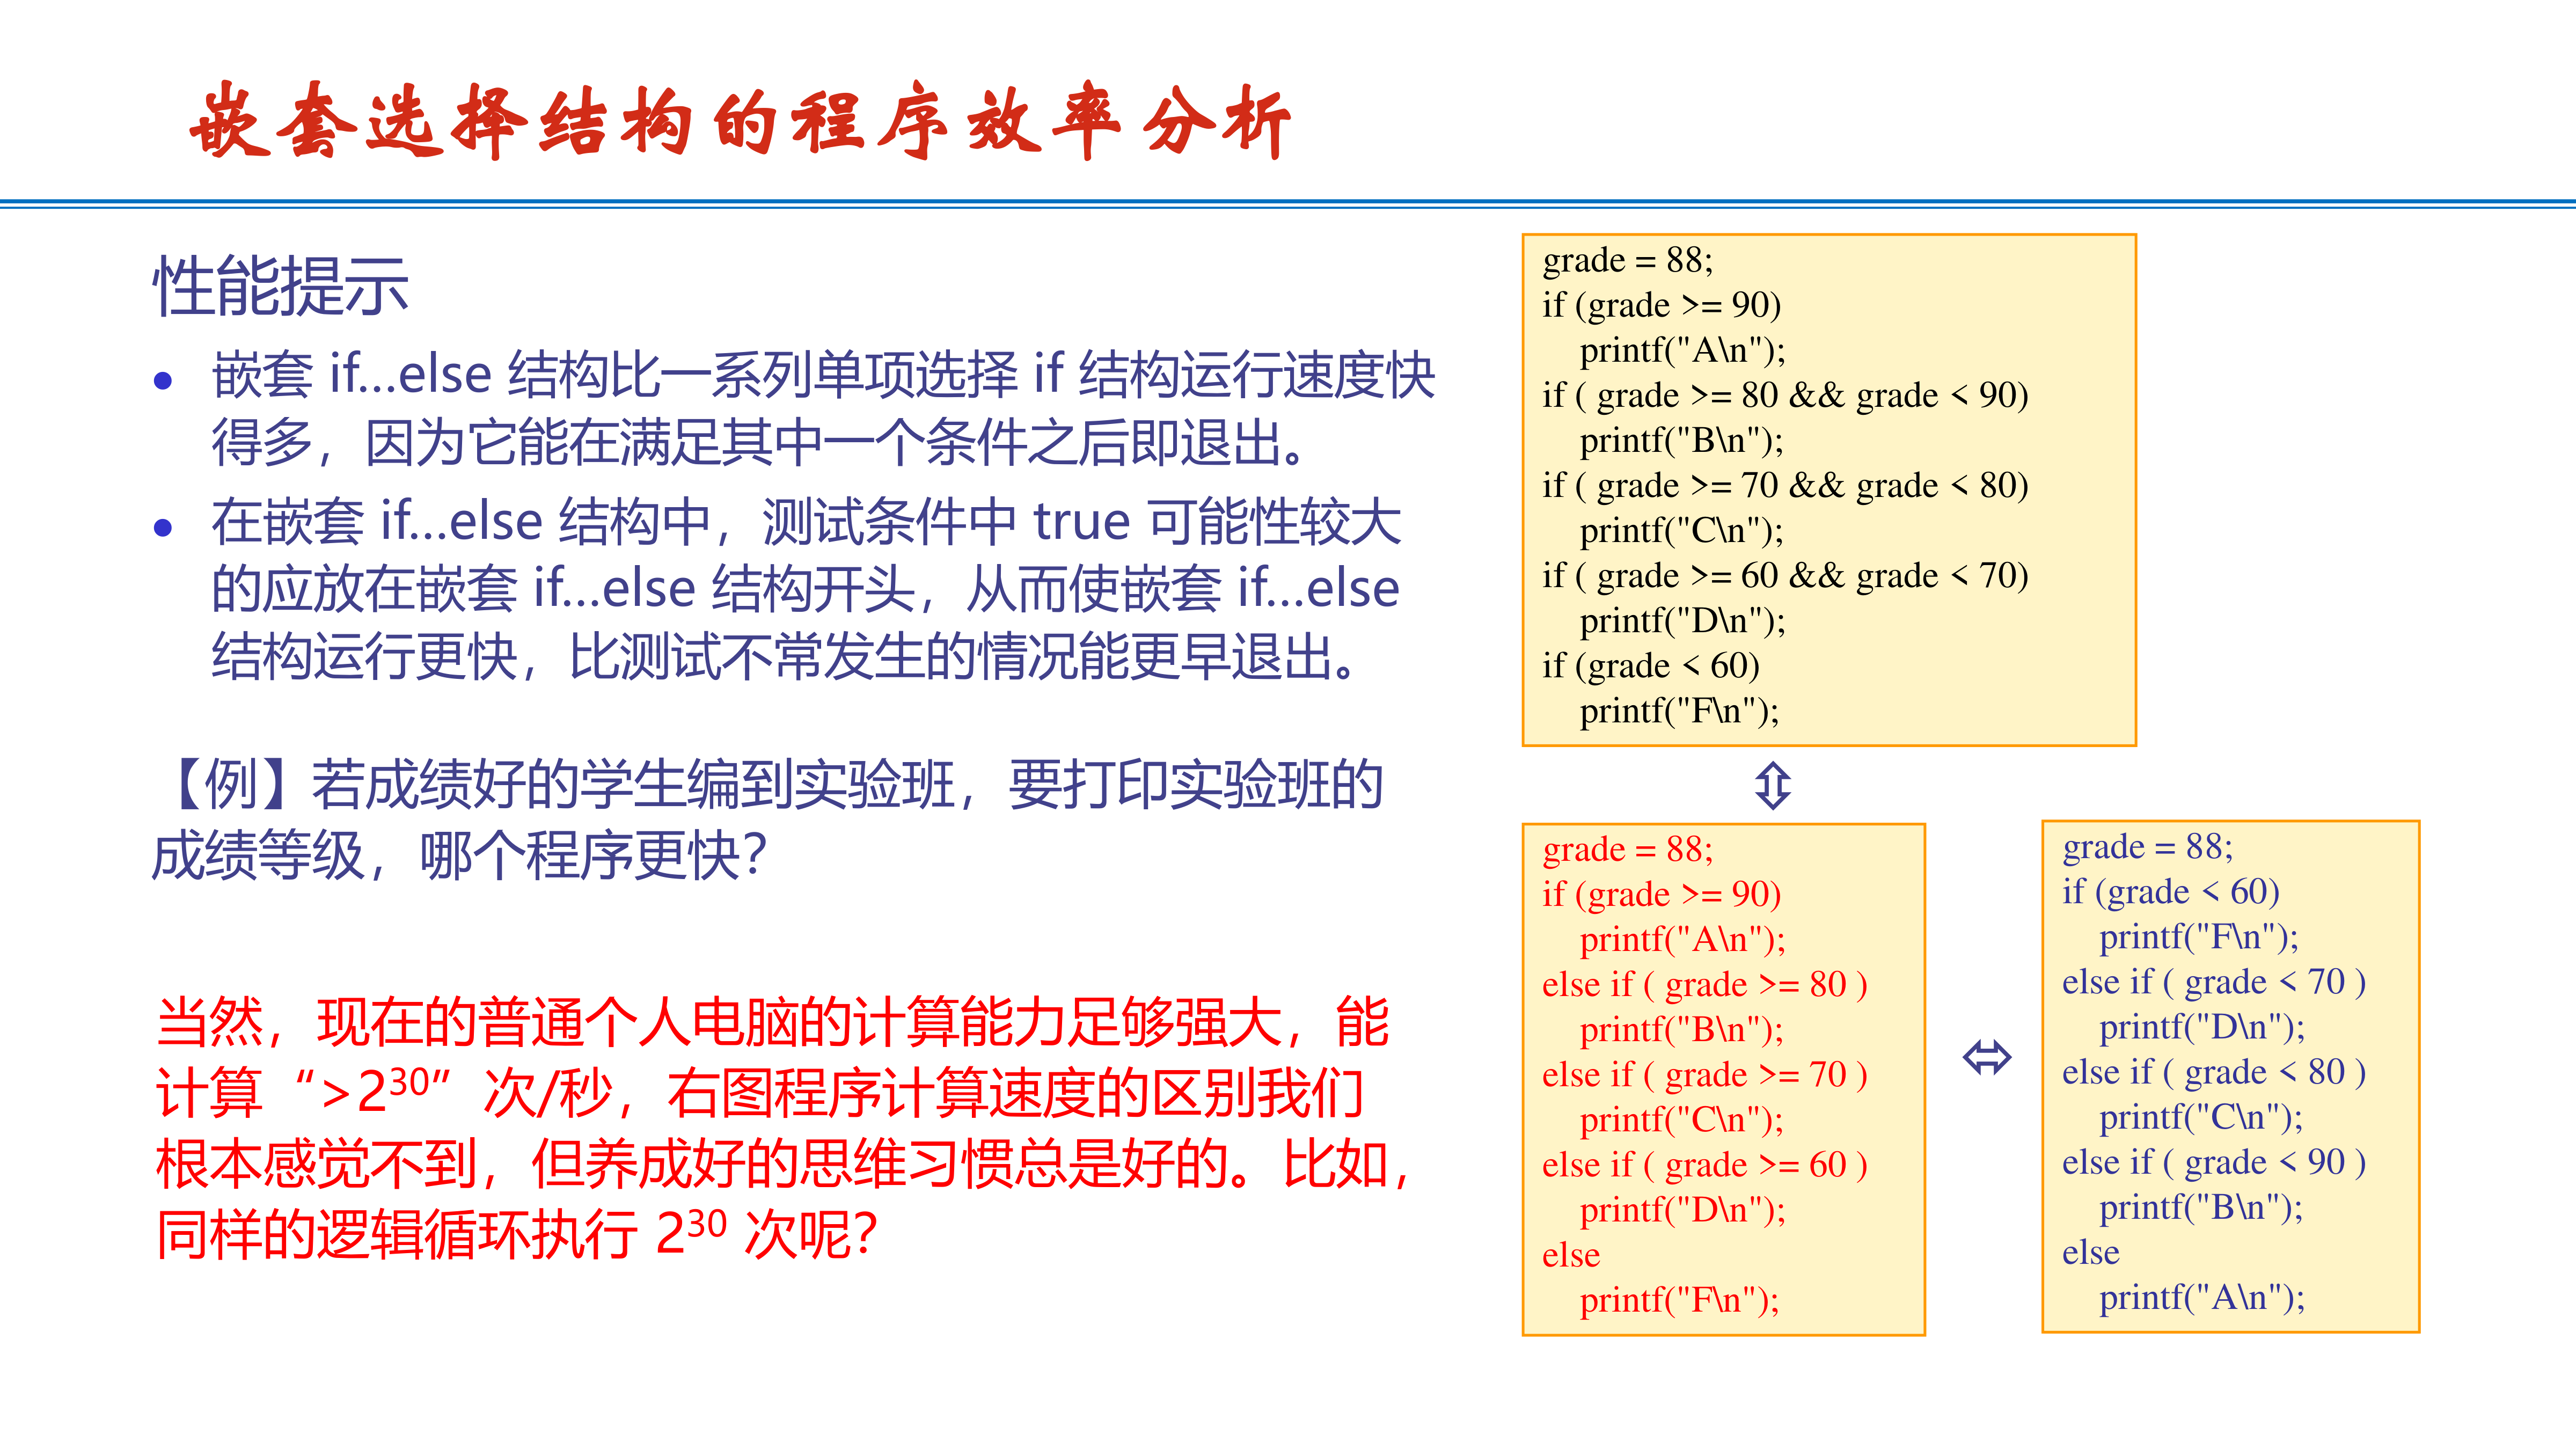 嵌套选择结构的程序效率分析
性能提示
● 嵌套 if...else 结构比一系列单项选择 if 结构运行速度快
得多，因为它能在满足其中一个条件之后即退出。
● 在嵌套 if...else 结构中，测试条件中 true 可能性较大
的应放在嵌套 if...else 结构开头，从而使嵌套 if...else
结构运行更快，比测试不常发生的情况能更早退出。
【例】若成绩好的学生编到实验班，要打印实验班的
成绩等级，哪个程序更快？
当然，现在的普通个人电脑的计算能力足够强大，能
计算“>2³⁰”次/秒，右图程序计算速度的区别我们
根本感觉不到，但养成好的思维习惯总是好的。比如，
同样的逻辑循环执行 2³⁰ 次呢？
grade = 88;
if (grade >= 90)
    printf("A\n");
if ( grade >= 80 && grade < 90)
    printf("B\n");
if ( grade >= 70 && grade < 80)
    printf("C\n");
if ( grade >= 60 && grade < 70)
    printf("D\n");
if (grade < 60)
    printf("F\n");
grade = 88;
if (grade >= 90)
    printf("A\n");
else if ( grade >= 80 )
    printf("B\n");
else if ( grade >= 70 )
    printf("C\n");
else if ( grade >= 60 )
    printf("D\n");
else
    printf("F\n");
grade = 88;
if (grade < 60)
    printf("F\n");
else if ( grade < 70 )
    printf("D\n");
else if ( grade < 80 )
    printf("C\n");
else if ( grade < 90 )
    printf("B\n");
else
    printf("A\n");